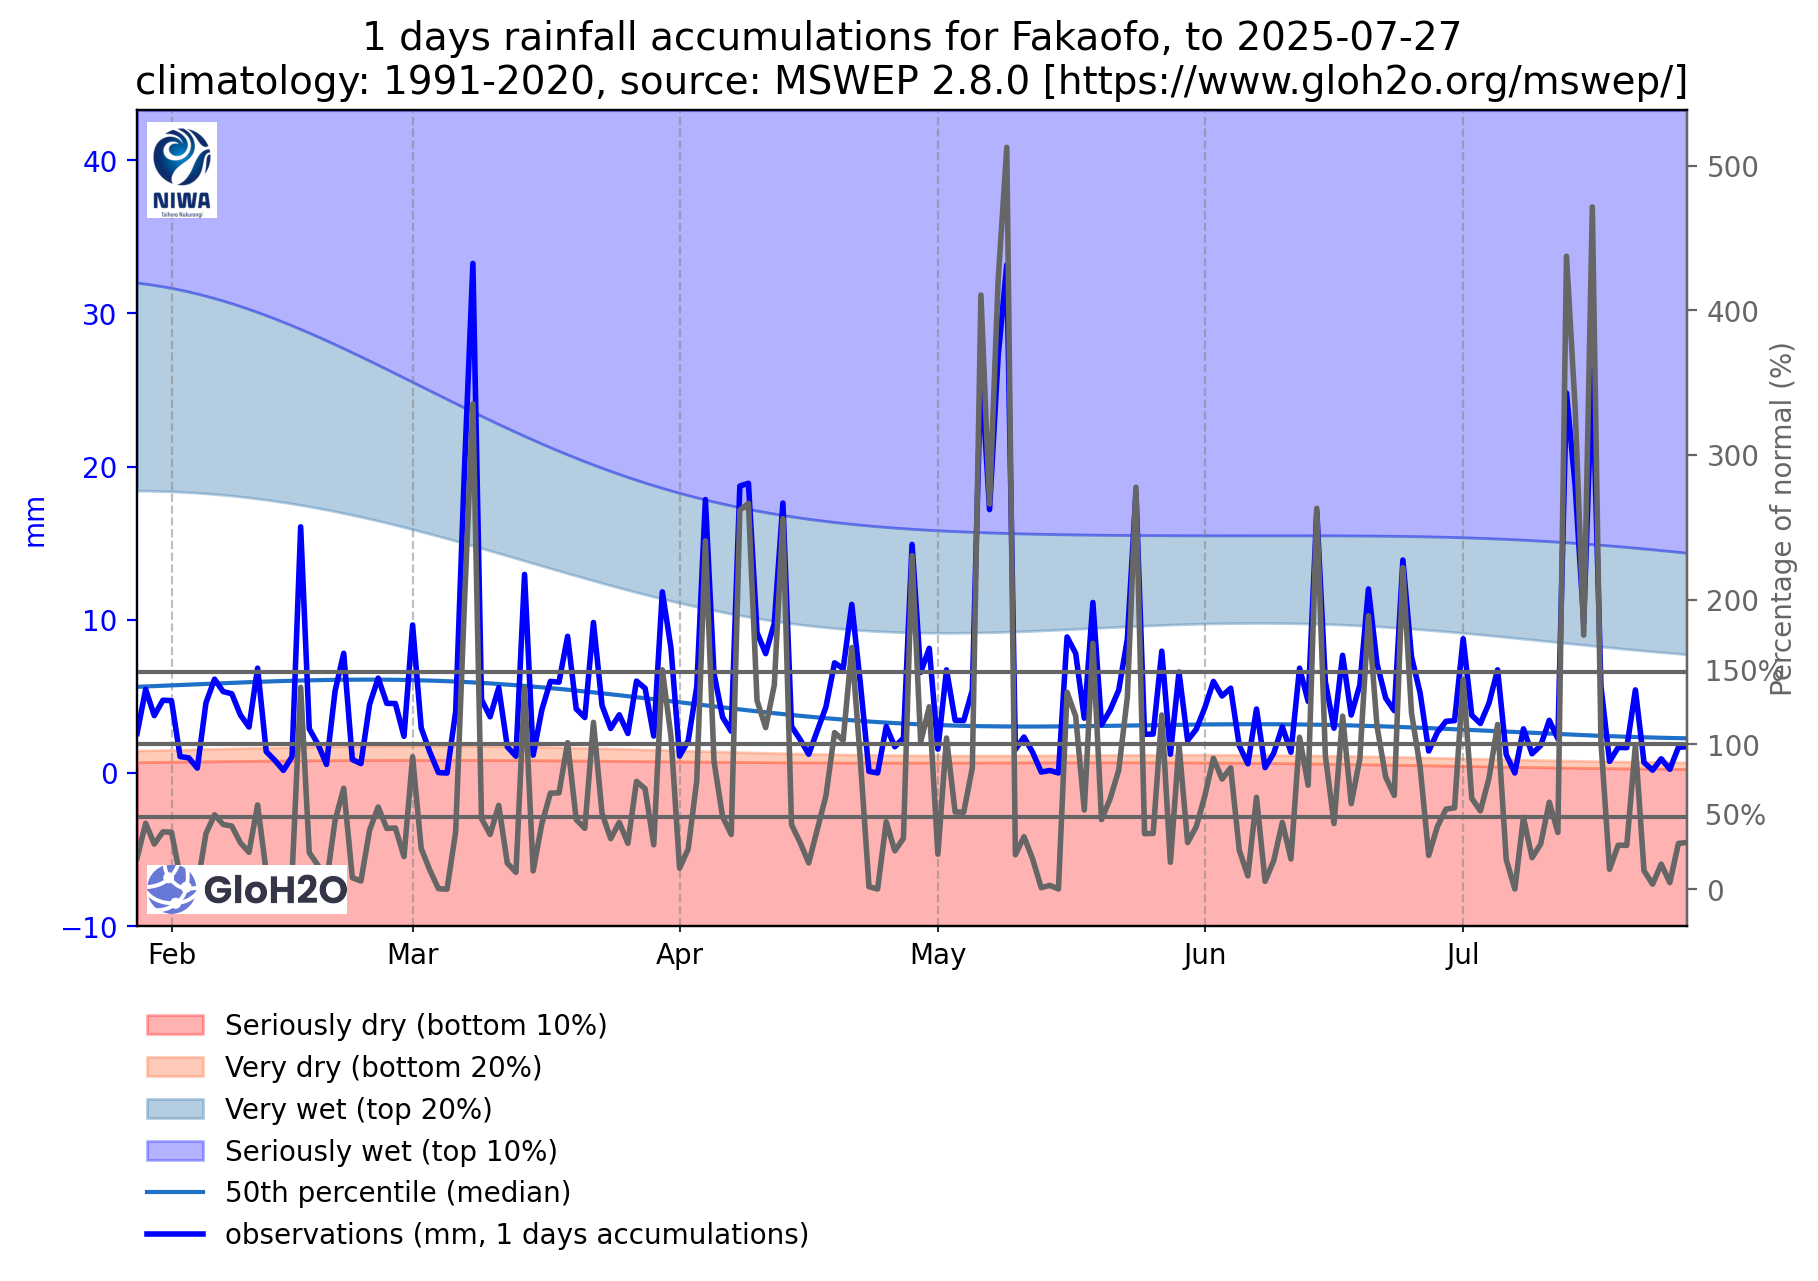 1 days rainfall accumulations for Fakaofo, to 2025-07-27
climatology: 1991-2020, source: MSWEP 2.8.0 [https://www.gloh2o.org/mswep/]
NIWA
Taihoro Nukurangi
40
30
20
10
0
−10
mm
500
400
300
200
150%
100
50%
0
Percentage of normal (%)
GloH2O
Feb
Mar
Apr
May
Jun
Jul
Seriously dry (bottom 10%)
Very dry (bottom 20%)
Very wet (top 20%)
Seriously wet (top 10%)
50th percentile (median)
observations (mm, 1 days accumulations)